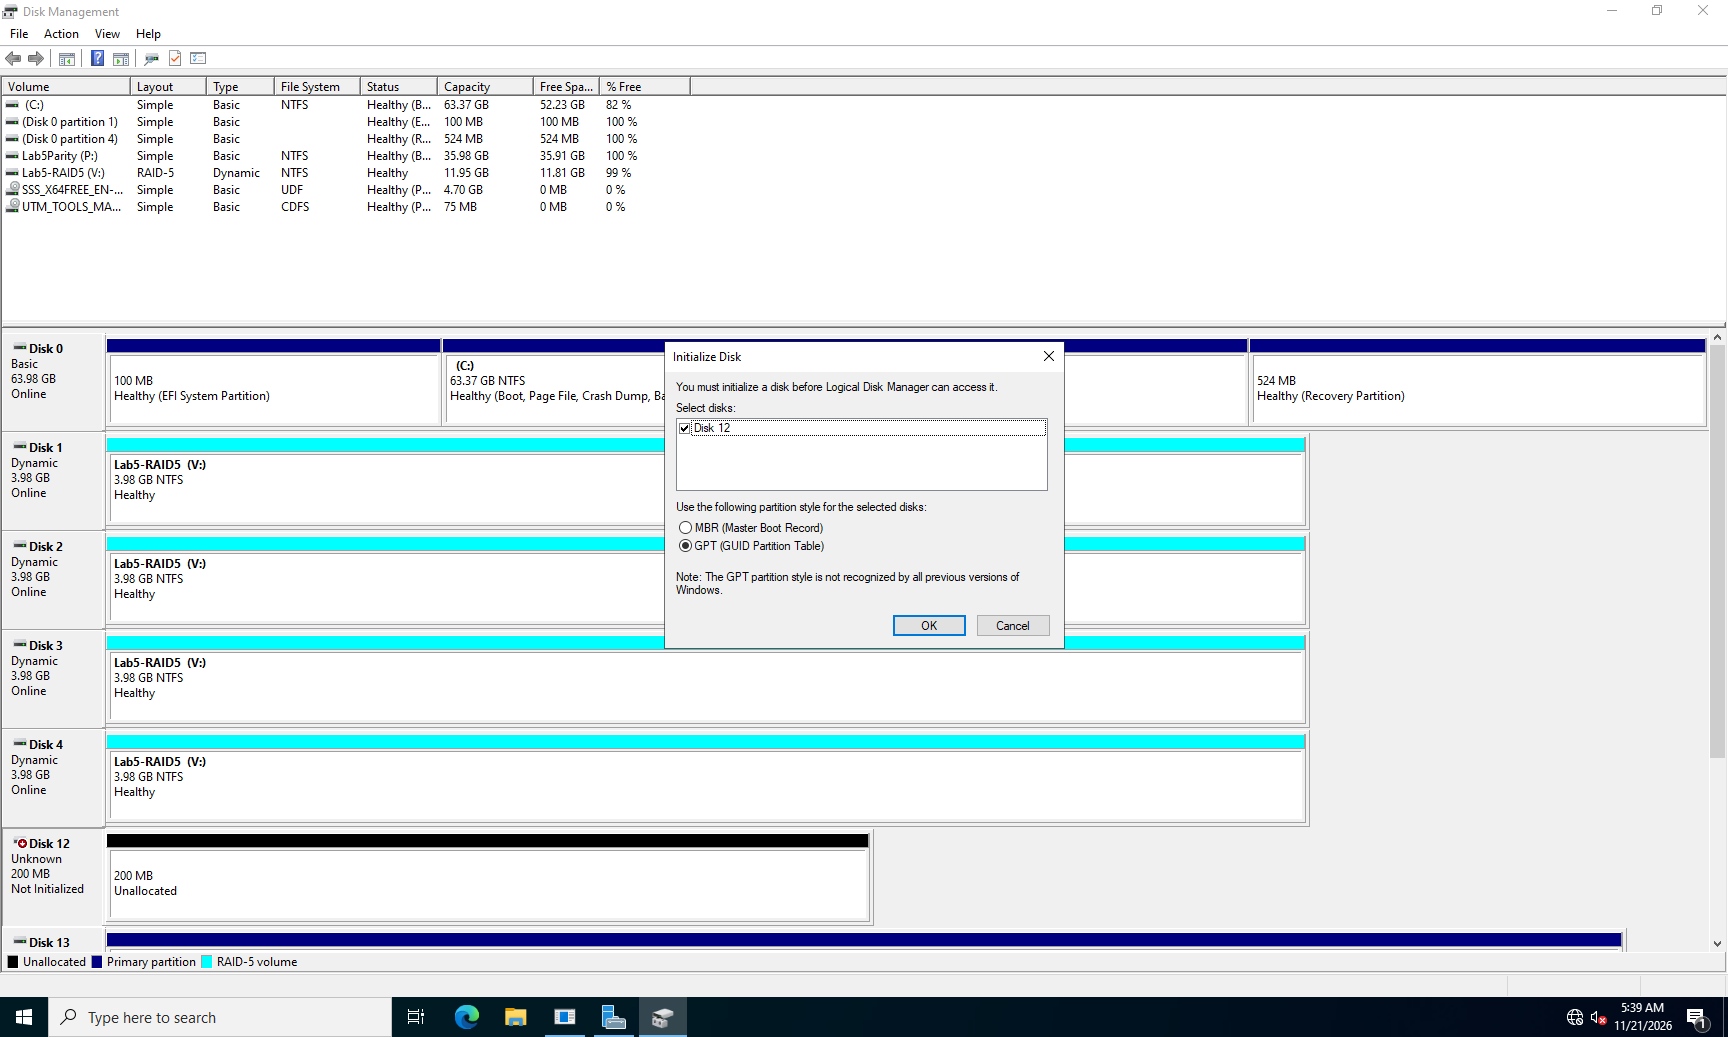 Disk Management
File Action View Help
Volume Layout Type File System Status Capacity Free Spa... % Free
(C:) Simple Basic NTFS Healthy (B... 63.37 GB 52.23 GB 82 %
(Disk 0 partition 1) Simple Basic Healthy (E... 100 MB 100 MB 100 %
(Disk 0 partition 4) Simple Basic Healthy (R... 524 MB 524 MB 100 %
Lab5Parity (P:) Simple Basic NTFS Healthy (B... 35.98 GB 35.91 GB 100 %
Lab5-RAID5 (V:) RAID-5 Dynamic NTFS Healthy 11.95 GB 11.81 GB 99 %
SSS_X64FREE_EN-... Simple Basic UDF Healthy (P... 4.70 GB 0 MB 0 %
UTM_TOOLS_MA... Simple Basic CDFS Healthy (P... 75 MB 0 MB 0 %
Disk 0
Basic
63.98 GB
Online
100 MB
Healthy (EFI System Partition)
(C:)
63.37 GB NTFS
Healthy (Boot, Page File, Crash Dump, Ba
524 MB
Healthy (Recovery Partition)
Disk 1
Dynamic
3.98 GB
Online
Lab5-RAID5 (V:)
3.98 GB NTFS
Healthy
Disk 2
Dynamic
3.98 GB
Online
Lab5-RAID5 (V:)
3.98 GB NTFS
Healthy
Disk 3
Dynamic
3.98 GB
Online
Lab5-RAID5 (V:)
3.98 GB NTFS
Healthy
Disk 4
Dynamic
3.98 GB
Online
Lab5-RAID5 (V:)
3.98 GB NTFS
Healthy
Disk 12
Unknown
200 MB
Not Initialized
200 MB
Unallocated
Disk 13
Initialize Disk
You must initialize a disk before Logical Disk Manager can access it.
Select disks:
Disk 12
Use the following partition style for the selected disks:
MBR (Master Boot Record)
GPT (GUID Partition Table)
Note: The GPT partition style is not recognized by all previous versions of
Windows.
OK Cancel
Unallocated Primary partition RAID-5 volume
Type here to search
5:39 AM
11/21/2026
1